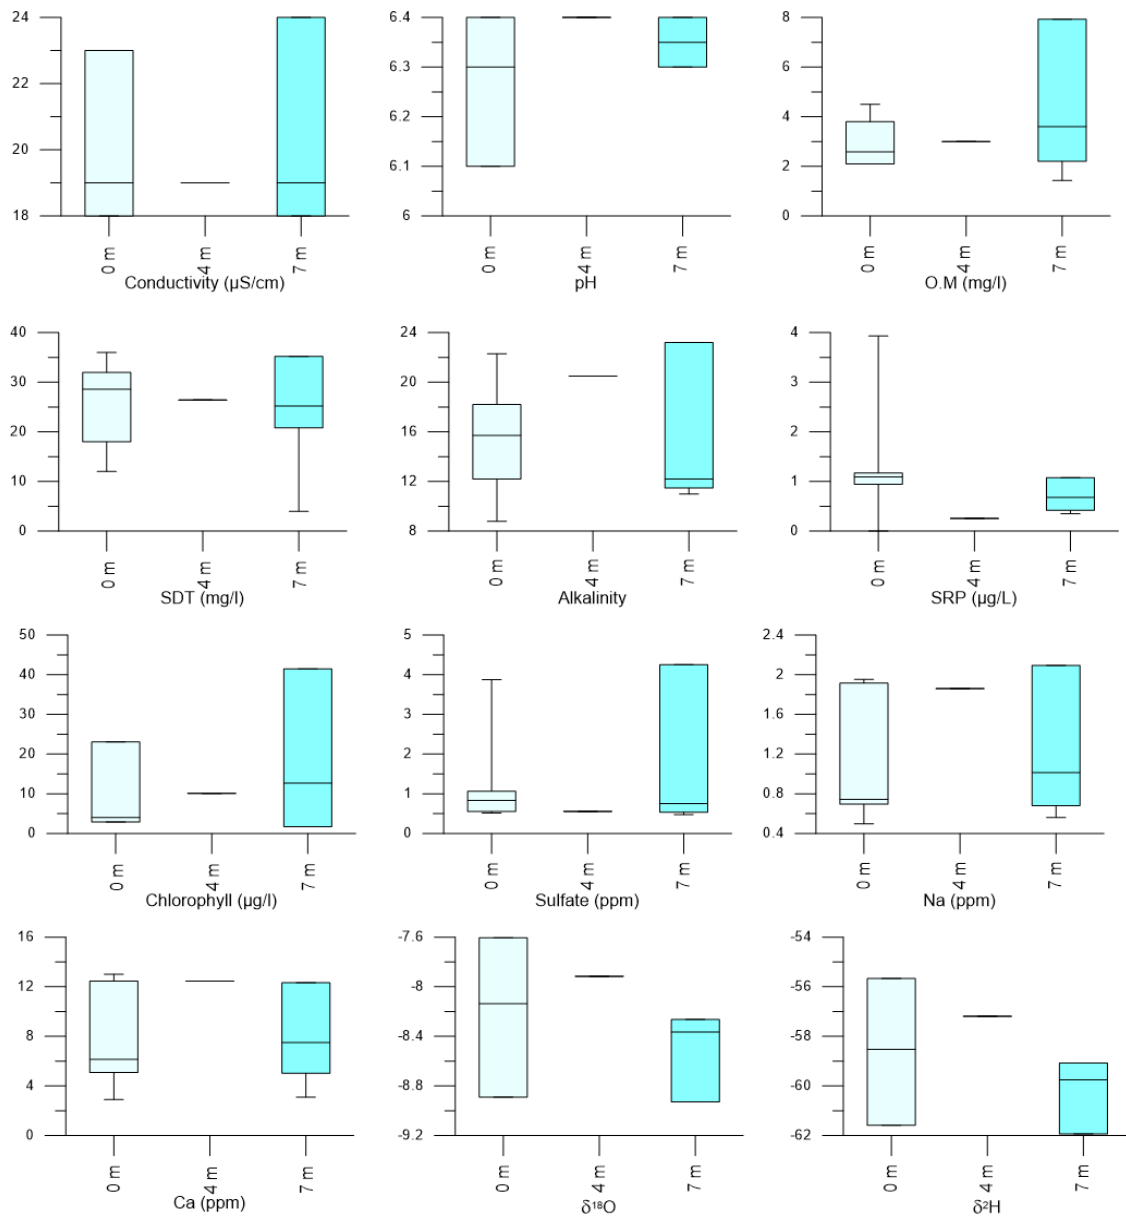 24
22
20
18
0 m
4 m
7 m
Conductivity (µS/cm)
6.4
6.3
6.2
6.1
6
0 m
4 m
7 m
pH
8
6
4
2
0
0 m
4 m
7 m
O.M (mg/l)
40
30
20
10
0
0 m
4 m
7 m
SDT (mg/l)
24
20
16
12
8
0 m
4 m
7 m
Alkalinity
4
3
2
1
0
0 m
4 m
7 m
SRP (µg/L)
50
40
30
20
10
0
0 m
4 m
7 m
Chlorophyll (µg/l)
5
4
3
2
1
0
0 m
4 m
7 m
Sulfate (ppm)
2.4
2
1.6
1.2
0.8
0.4
0 m
4 m
7 m
Na (ppm)
16
12
8
4
0
0 m
4 m
7 m
Ca (ppm)
-7.6
-8
-8.4
-8.8
-9.2
0 m
4 m
7 m
δ¹⁸O
-54
-56
-58
-60
-62
0 m
4 m
7 m
δ²H